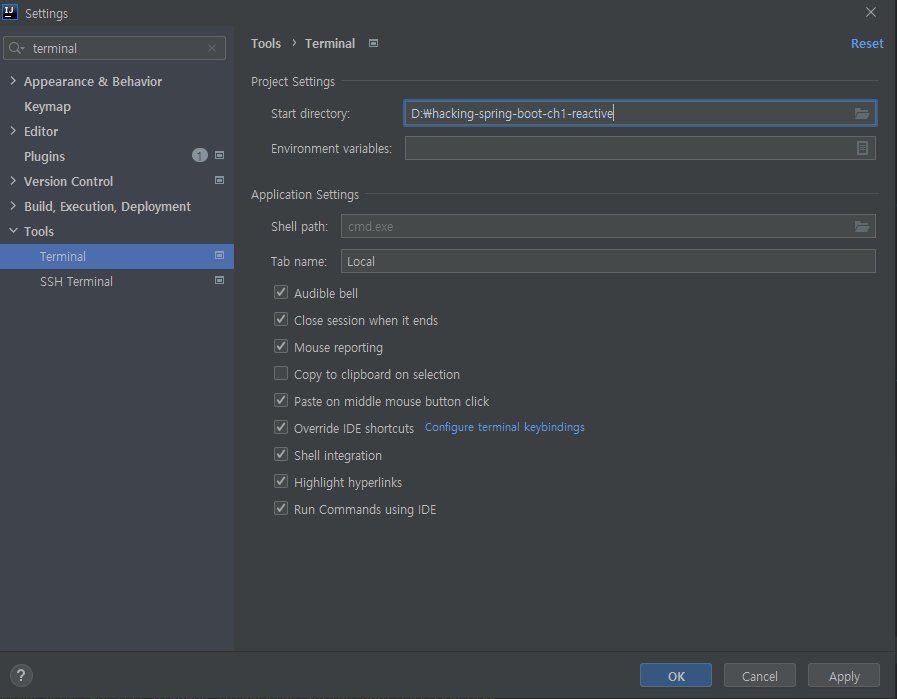 Settings
terminal
Appearance & Behavior
Keymap
Editor
Plugins 1
Version Control
Build, Execution, Deployment
Tools
Terminal
SSH Terminal
Tools › Terminal
Reset
Project Settings
Start directory: D:₩hacking-spring-boot-ch1-reactive
Environment variables:
Application Settings
Shell path: cmd.exe
Tab name: Local
Audible bell
Close session when it ends
Mouse reporting
Copy to clipboard on selection
Paste on middle mouse button click
Override IDE shortcuts Configure terminal keybindings
Shell integration
Highlight hyperlinks
Run Commands using IDE
? OK Cancel Apply